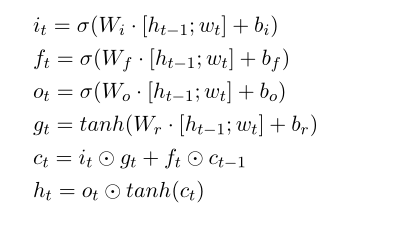 i_t = σ(W_i · [h_{t−1}; w_t] + b_i)
f_t = σ(W_f · [h_{t−1}; w_t] + b_f)
o_t = σ(W_o · [h_{t−1}; w_t] + b_o)
g_t = tanh(W_r · [h_{t−1}; w_t] + b_r)
c_t = i_t ⊙ g_t + f_t ⊙ c_{t−1}
h_t = o_t ⊙ tanh(c_t)